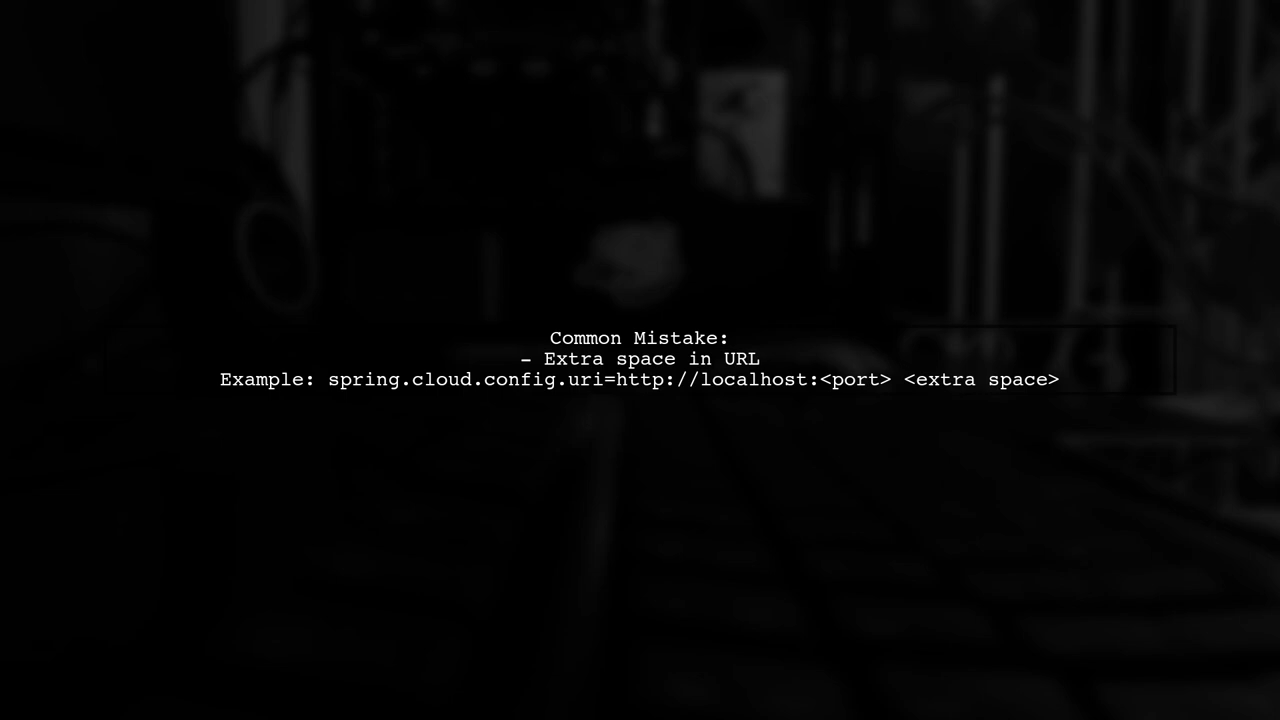 Common Mistake:
- Extra space in URL
Example: spring.cloud.config.uri=http://localhost:<port> <extra space>